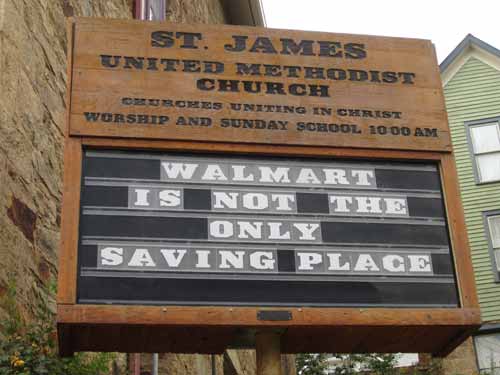 ST. JAMES
UNITED METHODIST
CHURCH
CHURCHES UNITING IN CHRIST
WORSHIP AND SUNDAY SCHOOL 10:00 AM
WALMART
IS NOT THE
ONLY
SAVING PLACE